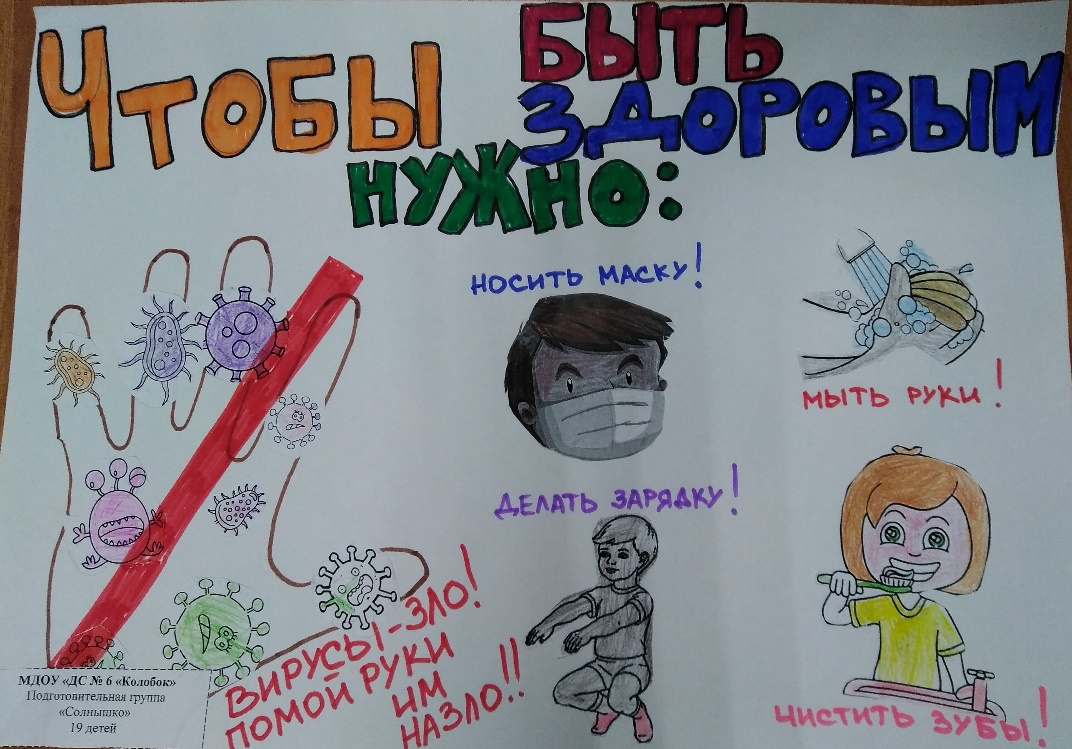 ЧТОБЫ БЫТЬ
ЗДОРОВЫМ
НУЖНО:
НОСИТЬ МАСКУ!
МЫТЬ РУКИ!
ДЕЛАТЬ ЗАРЯДКУ!
ЧИСТИТЬ ЗУБЫ!
ВИРУСЫ-ЗЛО!
ПОМОЙ РУКИ
ИМ
НАЗЛО!!
МДОУ «ДС № 6 «Колобок»
Подготовительная группа
«Солнышко»
19 детей